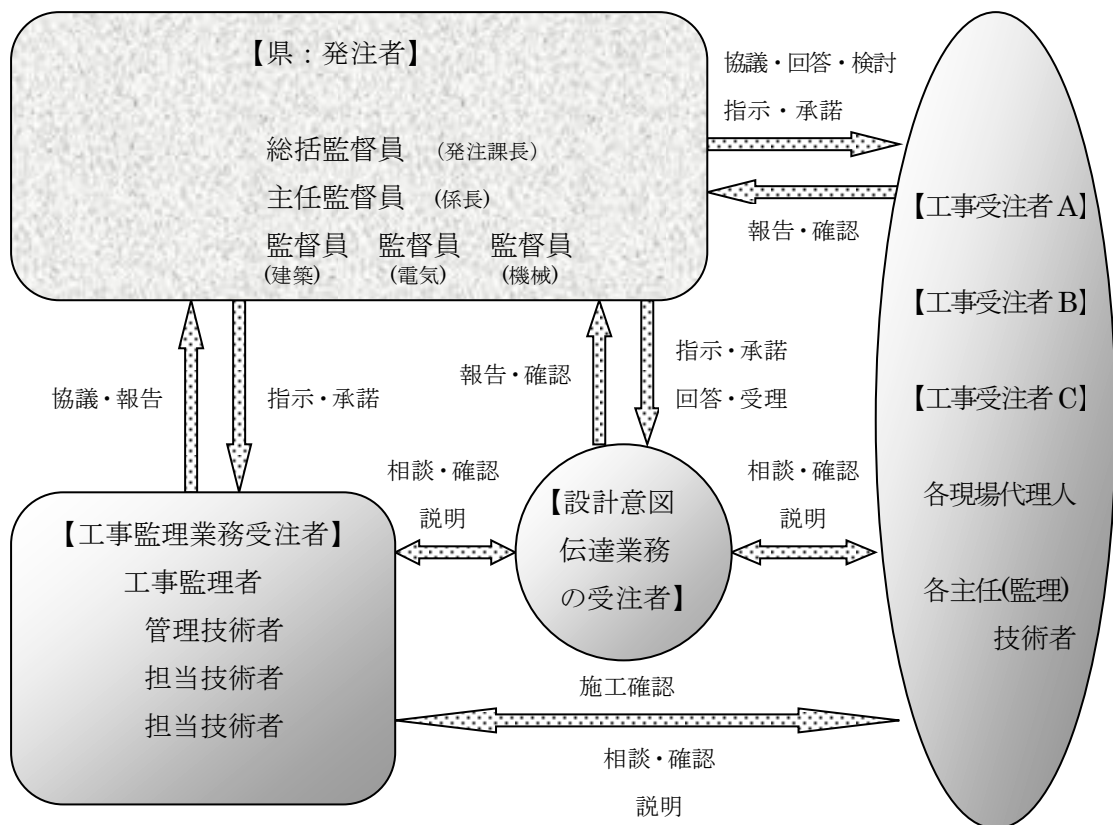 【県：発注者】
総括監督員 （発注課長）
主任監督員 (係長)
監督員 監督員 監督員
(建築) (電気) (機械)
協議・回答・検討
指示・承諾
報告・確認
【工事受注者 A】
【工事受注者 B】
【工事受注者 C】
各現場代理人
各主任(監理)
技術者
協議・報告
指示・承諾
報告・確認
指示・承諾
回答・受理
【工事監理業務受注者】
工事監理者
管理技術者
担当技術者
担当技術者
相談・確認
説明
【設計意図
伝達業務
の受注者】
相談・確認
説明
施工確認
相談・確認
説明